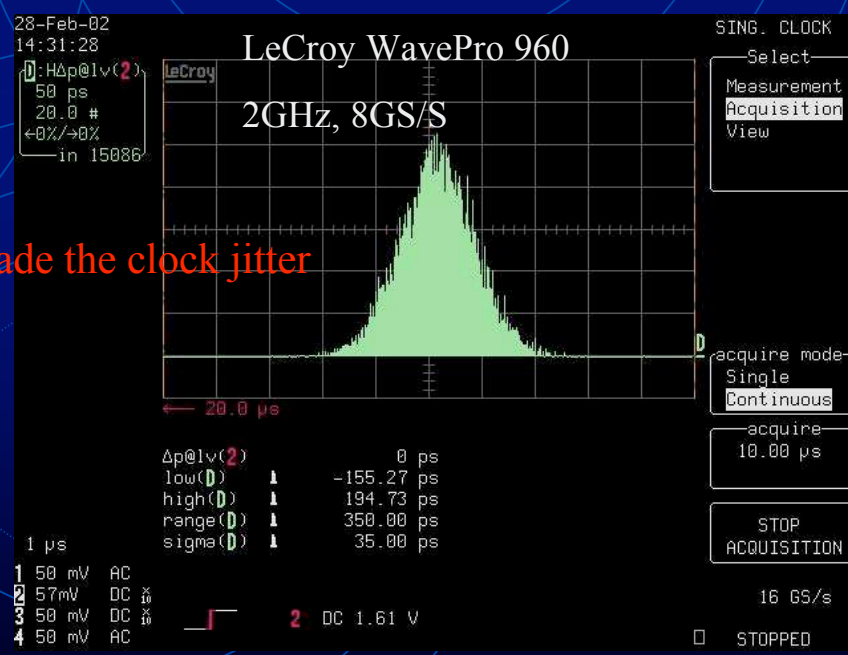 28-Feb-02
14:31:28
D:HΔp@lv(2)
50 ps
20.0 #
←0%/→0%
in 15086
LeCroy
LeCroy WavePro 960
2GHz, 8GS/S
ade the clock jitter
D
← 20.0 µs
Δp@lv(2) 0 ps
low(D) -155.27 ps
high(D) 194.73 ps
range(D) 350.00 ps
sigma(D) 35.00 ps
1 µs
1 50 mV AC
2 57mV DC x10
3 50 mV DC x10
4 50 mV AC
2 DC 1.61 V
SING. CLOCK
Select
Measurement
Acquisition
View
acquire mode
Single
Continuous
acquire
10.00 µs
STOP
ACQUISITION
16 GS/s
STOPPED